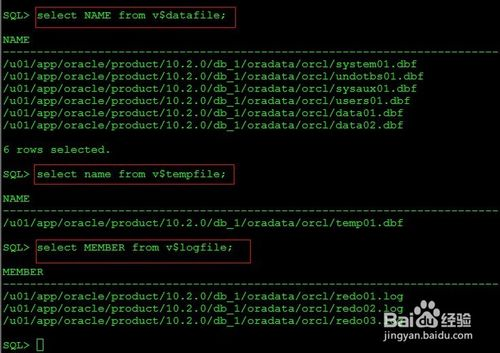 SQL> select NAME from v$datafile;
NAME
--------------------------------------------------------------------------------
/u01/app/oracle/product/10.2.0/db_1/oradata/orcl/system01.dbf
/u01/app/oracle/product/10.2.0/db_1/oradata/orcl/undotbs01.dbf
/u01/app/oracle/product/10.2.0/db_1/oradata/orcl/sysaux01.dbf
/u01/app/oracle/product/10.2.0/db_1/oradata/orcl/users01.dbf
/u01/app/oracle/product/10.2.0/db_1/oradata/orcl/data01.dbf
/u01/app/oracle/product/10.2.0/db_1/oradata/orcl/data02.dbf
6 rows selected.
SQL> select name from v$tempfile;
NAME
--------------------------------------------------------------------------------
/u01/app/oracle/product/10.2.0/db_1/oradata/orcl/temp01.dbf
SQL> select MEMBER from v$logfile;
MEMBER
--------------------------------------------------------------------------------
/u01/app/oracle/product/10.2.0/db_1/oradata/orcl/redo01.log
/u01/app/oracle/product/10.2.0/db_1/oradata/orcl/redo02.log
/u01/app/oracle/product/10.2.0/db_1/oradata/orcl/redo03.log
SQL>
Bai du 经验
jingyan.baidu.com